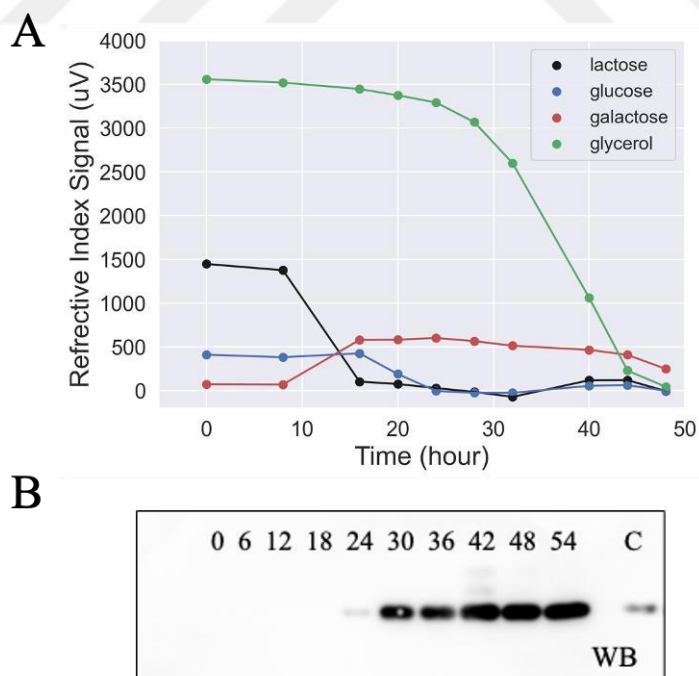 A
4000
3500
3000
2500
2000
1500
1000
500
0
Refrective Index Signal (uV)
lactose
glucose
galactose
glycerol
0 10 20 30 40 50
Time (hour)
B
0 6 12 18 24 30 36 42 48 54 C
WB